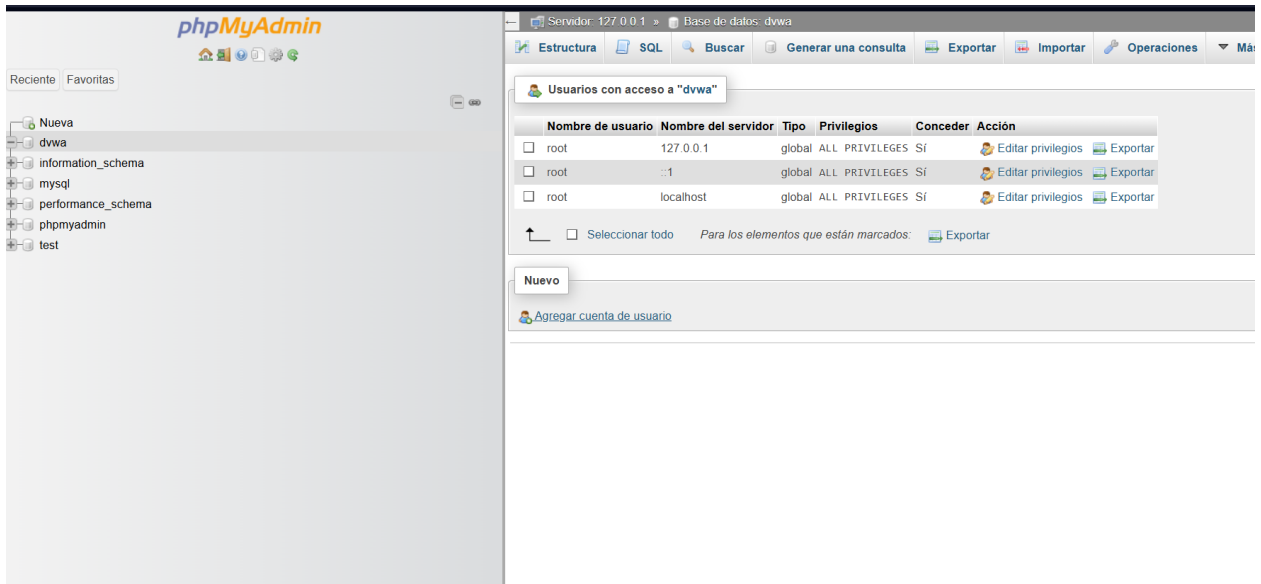 phpMyAdmin
Reciente Favoritas
Nueva
dvwa
information_schema
mysql
performance_schema
phpmyadmin
test
Servidor: 127.0.0.1 » Base de datos: dvwa
Estructura SQL Buscar Generar una consulta Exportar Importar Operaciones
Usuarios con acceso a "dvwa"
Nombre de usuario Nombre del servidor Tipo Privilegios Conceder Acción
root 127.0.0.1 global ALL PRIVILEGES Sí Editar privilegios Exportar
root ::1 global ALL PRIVILEGES Sí Editar privilegios Exportar
root localhost global ALL PRIVILEGES Sí Editar privilegios Exportar
Seleccionar todo Para los elementos que están marcados: Exportar
Nuevo
Agregar cuenta de usuario